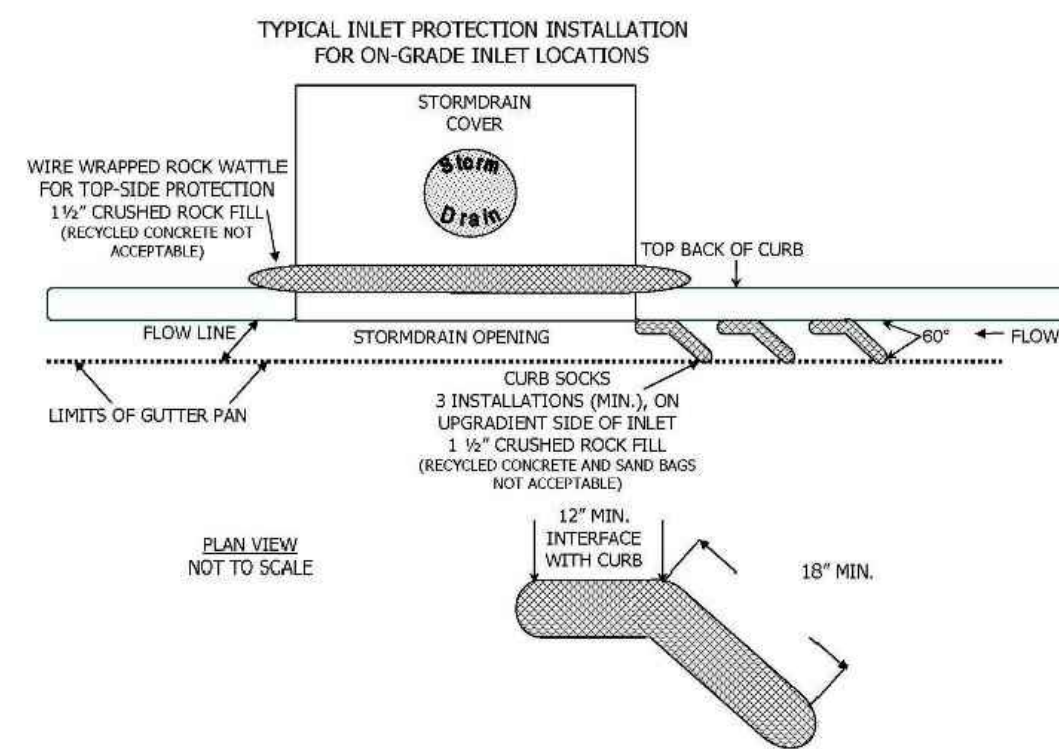 TYPICAL INLET PROTECTION INSTALLATION
FOR ON-GRADE INLET LOCATIONS
STORMDRAIN
COVER
Storm
Drain
WIRE WRAPPED ROCK WATTLE
FOR TOP-SIDE PROTECTION
1½" CRUSHED ROCK FILL
(RECYCLED CONCRETE NOT
ACCEPTABLE)
TOP BACK OF CURB
FLOW LINE
STORMDRAIN OPENING
60°
FLOW
LIMITS OF GUTTER PAN
CURB SOCKS
3 INSTALLATIONS (MIN.), ON
UPGRADIENT SIDE OF INLET
1 ½" CRUSHED ROCK FILL
(RECYCLED CONCRETE AND SAND BAGS
NOT ACCEPTABLE)
12" MIN.
INTERFACE
WITH CURB
18" MIN.
PLAN VIEW
NOT TO SCALE